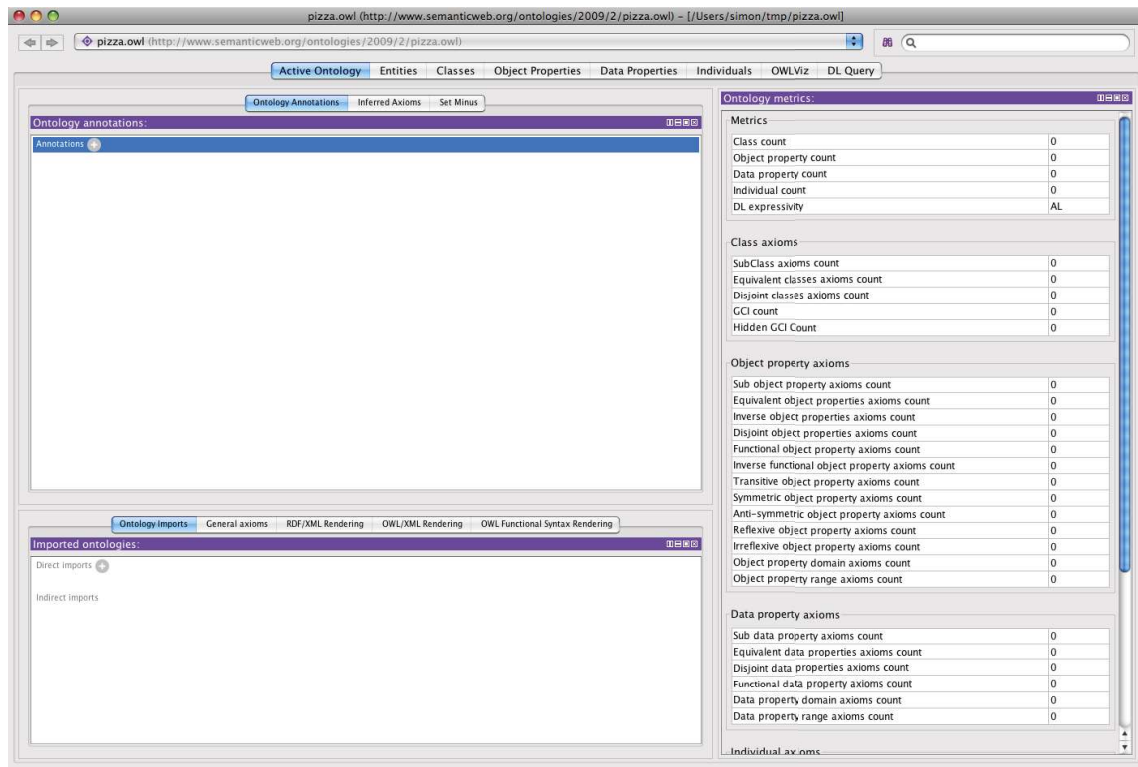 pizza.owl (http://www.semanticweb.org/ontologies/2009/2/pizza.owl) – [/Users/simon/tmp/pizza.owl]
pizza.owl (http://www.semanticweb.org/ontologies/2009/2/pizza.owl)
Active Ontology Entities Classes Object Properties Data Properties Individuals OWLViz DL Query
Ontology Annotations Inferred Axioms Set Minus
Ontology annotations:
Annotations
Ontology Imports General axioms RDF/XML Rendering OWL/XML Rendering OWL Functional Syntax Rendering
Imported ontologies:
Direct imports
Indirect imports
Ontology metrics:
Metrics
Class count 0
Object property count 0
Data property count 0
Individual count 0
DL expressivity AL
Class axioms
SubClass axioms count 0
Equivalent classes axioms count 0
Disjoint classes axioms count 0
GCI count 0
Hidden GCI Count 0
Object property axioms
Sub object property axioms count 0
Equivalent object properties axioms count 0
Inverse object properties axioms count 0
Disjoint object properties axioms count 0
Functional object property axioms count 0
Inverse functional object property axioms count 0
Transitive object property axioms count 0
Symmetric object property axioms count 0
Anti-symmetric object property axioms count 0
Reflexive object property axioms count 0
Irreflexive object property axioms count 0
Object property domain axioms count 0
Object property range axioms count 0
Data property axioms
Sub data property axioms count 0
Equivalent data properties axioms count 0
Disjoint data properties axioms count 0
Functional data property axioms count 0
Data property domain axioms count 0
Data property range axioms count 0
Individual axioms